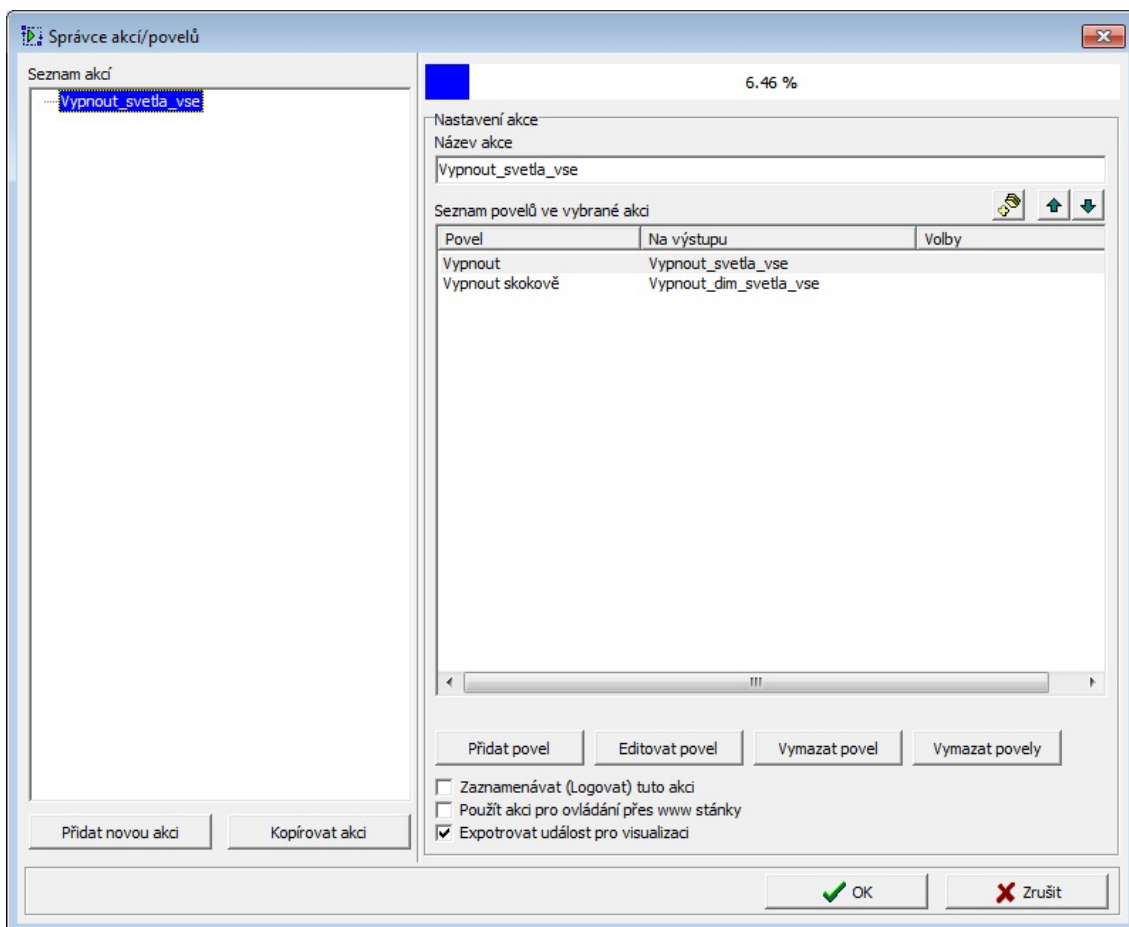 Správce akcí/povelů
Seznam akcí
Vypnout_svetla_vse
Přidat novou akci
Kopírovat akci
6.46 %
Nastavení akce
Název akce
Vypnout_svetla_vse
Seznam povelů ve vybrané akci
Povel Na výstupu Volby
Vypnout Vypnout_svetla_vse
Vypnout skokově Vypnout_dim_svetla_vse
Přidat povel Editovat povel Vymazat povel Vymazat povely
Zaznamenávat (Logovat) tuto akci
Použít akci pro ovládání přes www stánky
Expotrovat událost pro visualizaci
OK Zrušit